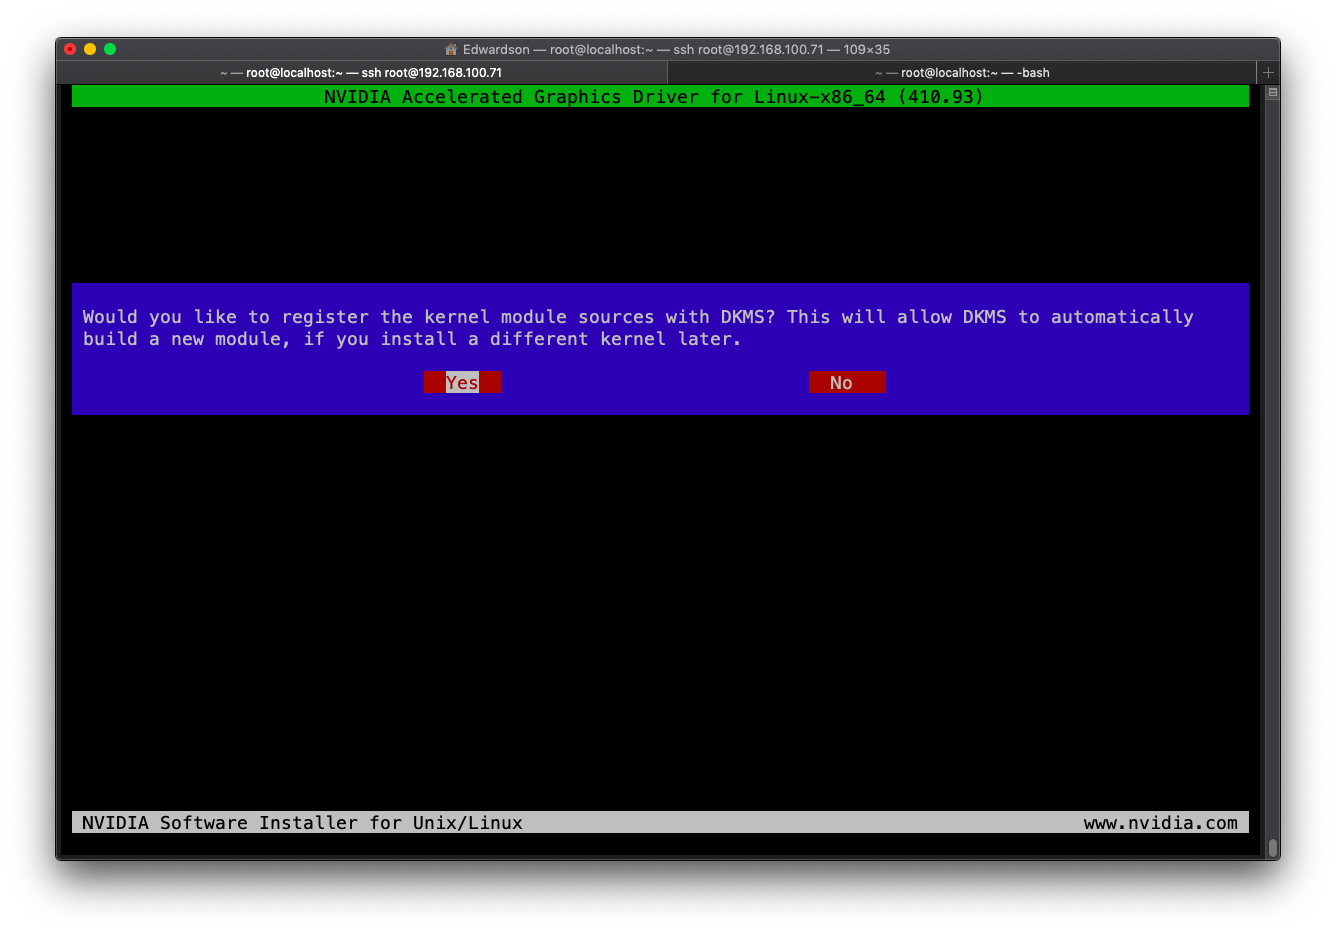 Edwardson — root@localhost:~ — ssh root@192.168.100.71 — 109×35
~ — root@localhost:~ — ssh root@192.168.100.71
~ — root@localhost:~ — -bash
NVIDIA Accelerated Graphics Driver for Linux-x86_64 (410.93)
Would you like to register the kernel module sources with DKMS? This will allow DKMS to automatically
build a new module, if you install a different kernel later.
Yes
No
NVIDIA Software Installer for Unix/Linux
www.nvidia.com